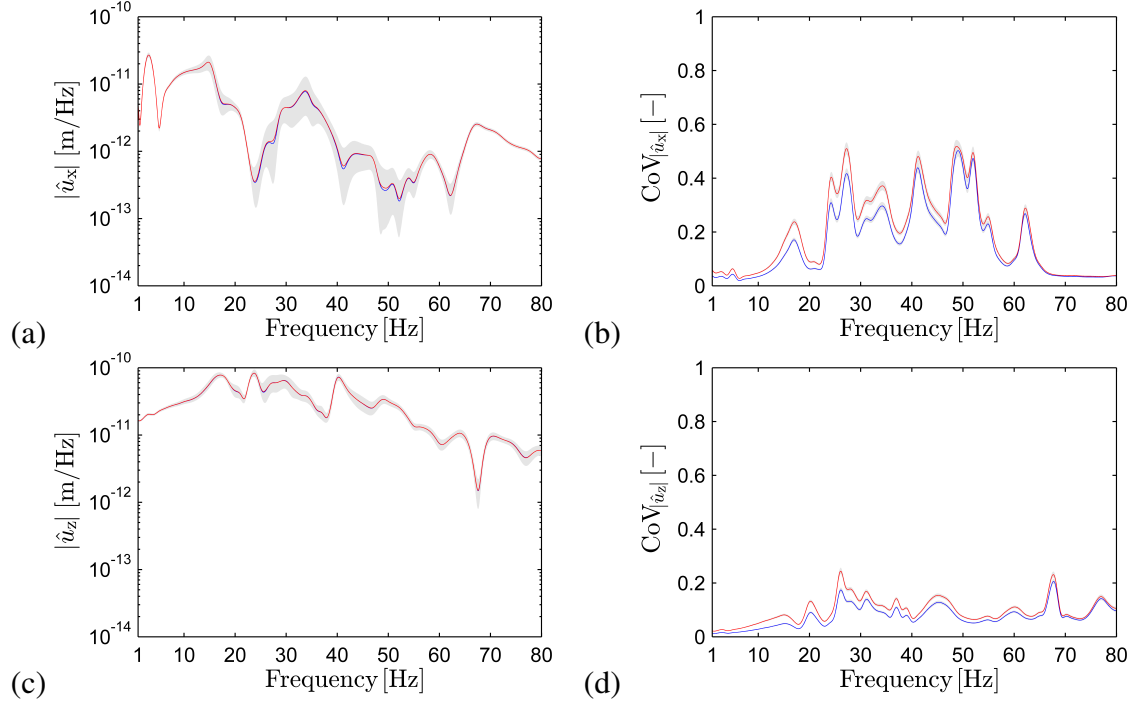 10^-10
10^-11
10^-12
10^-13
10^-14
|û_x| [m/Hz]
1 10 20 30 40 50 60 70 80
Frequency [Hz]
(a)
1
0.8
0.6
0.4
0.2
0
CoV_|û_x| [−]
1 10 20 30 40 50 60 70 80
Frequency [Hz]
(b)
10^-10
10^-11
10^-12
10^-13
10^-14
|û_z| [m/Hz]
1 10 20 30 40 50 60 70 80
Frequency [Hz]
(c)
1
0.8
0.6
0.4
0.2
0
CoV_|û_z| [−]
1 10 20 30 40 50 60 70 80
Frequency [Hz]
(d)